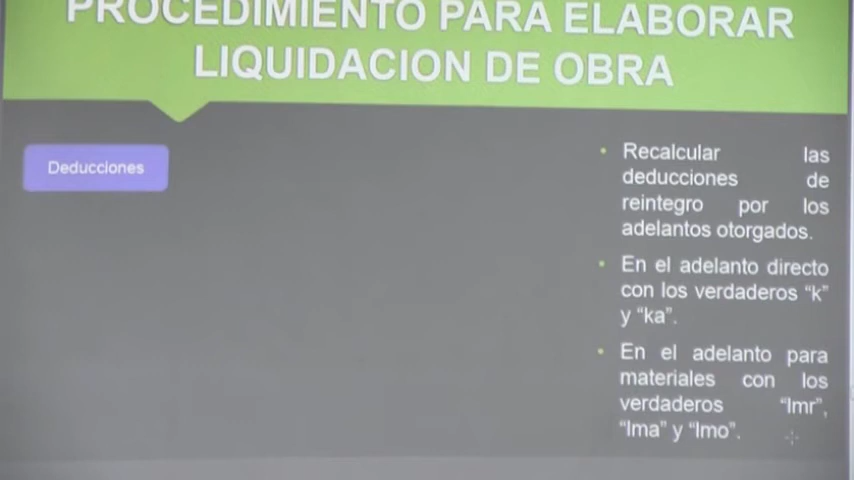 PROCEDIMIENTO PARA ELABORAR
LIQUIDACION DE OBRA
Deducciones
• Recalcular las
deducciones de
reintegro por los
adelantos otorgados.
• En el adelanto directo
con los verdaderos “k”
y “ka”.
• En el adelanto para
materiales con los
verdaderos “Imr”,
“Ima” y “Imo”.